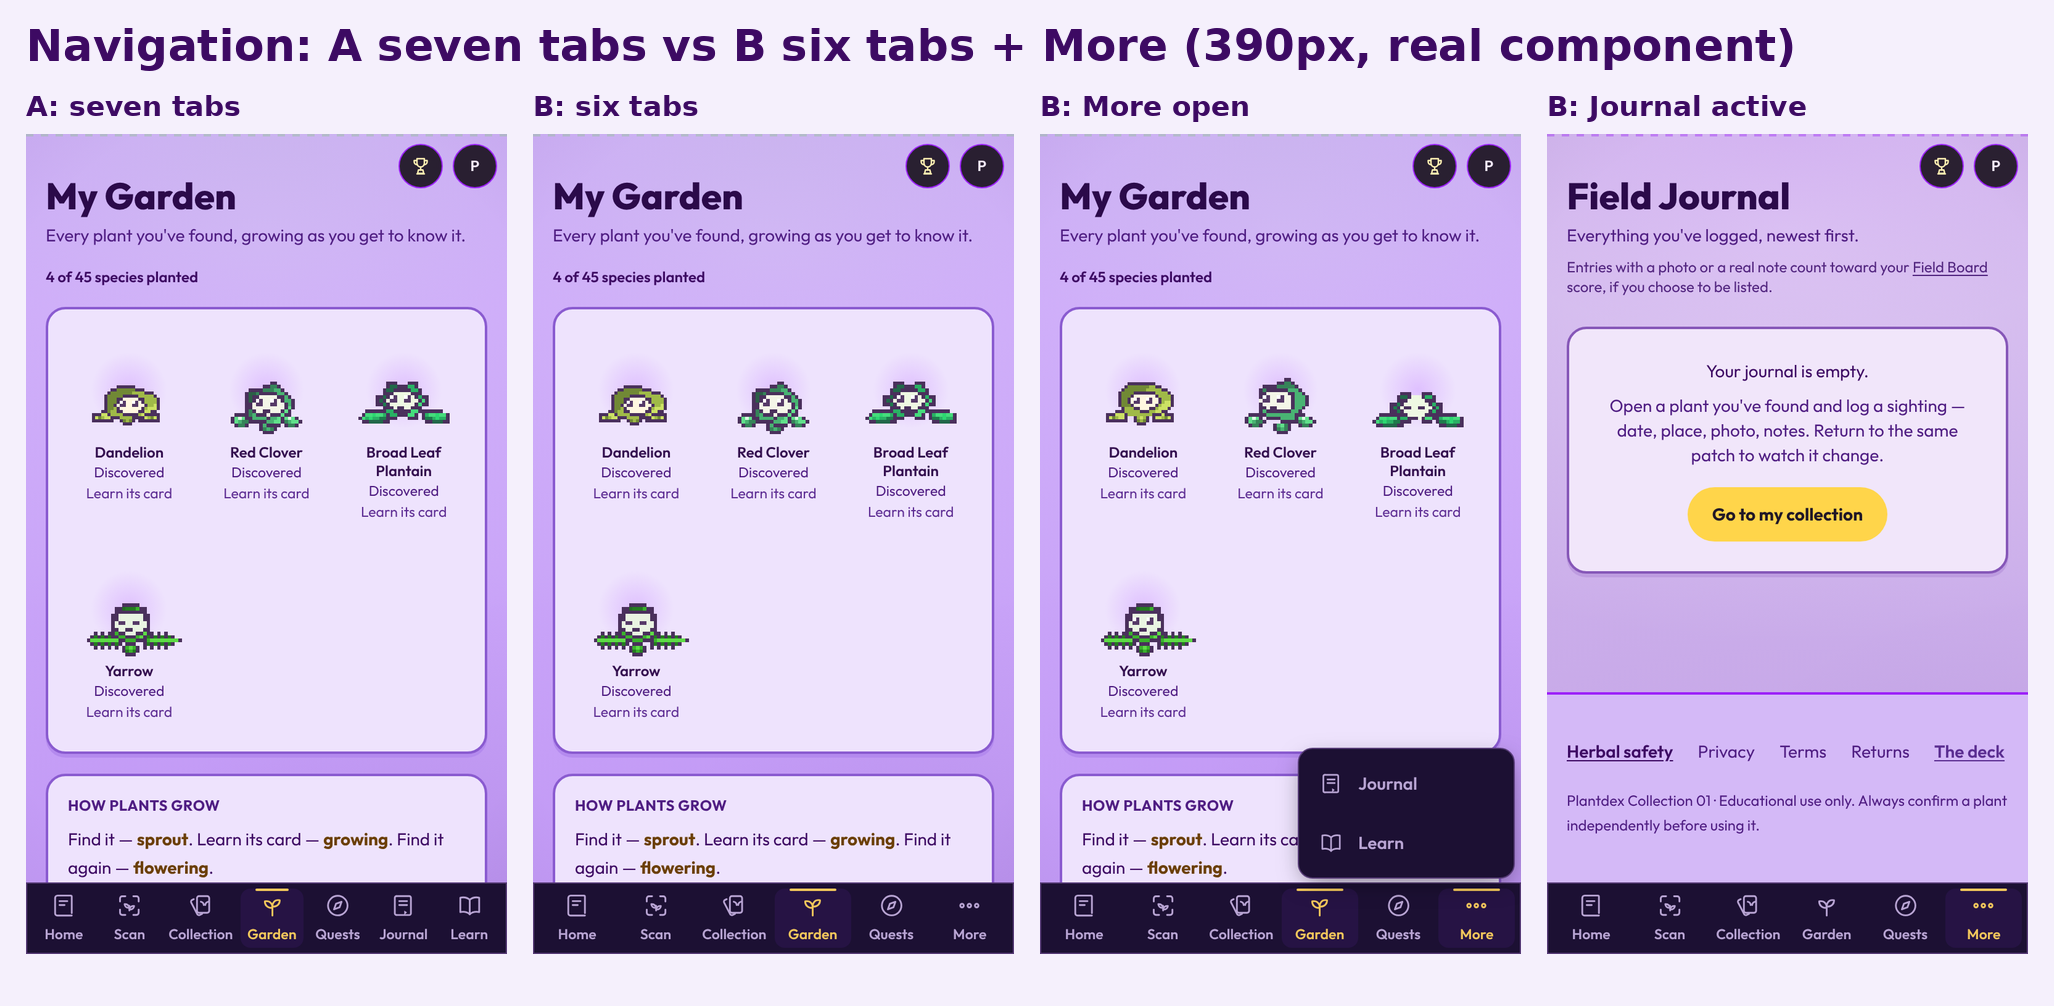 Navigation: A seven tabs vs B six tabs + More (390px, real component)
A: seven tabs
P
My Garden
Every plant you've found, growing as you get to know it.
4 of 45 species planted
Dandelion
Discovered
Learn its card
Red Clover
Discovered
Learn its card
Broad Leaf
Plantain
Discovered
Learn its card
Yarrow
Discovered
Learn its card
HOW PLANTS GROW
Find it — sprout. Learn its card — growing. Find it
again — flowering.
Home Scan Collection Garden Quests Journal Learn
B: six tabs
P
My Garden
Every plant you've found, growing as you get to know it.
4 of 45 species planted
Dandelion
Discovered
Learn its card
Red Clover
Discovered
Learn its card
Broad Leaf
Plantain
Discovered
Learn its card
Yarrow
Discovered
Learn its card
HOW PLANTS GROW
Find it — sprout. Learn its card — growing. Find it
again — flowering.
Home Scan Collection Garden Quests More
B: More open
P
My Garden
Every plant you've found, growing as you get to know it.
4 of 45 species planted
Dandelion
Discovered
Learn its card
Red Clover
Discovered
Learn its card
Broad Leaf
Plantain
Discovered
Learn its card
Yarrow
Discovered
Learn its card
HOW PLANTS GROW
Find it — sprout. Learn its ca
again — flowering.
Journal
Learn
Home Scan Collection Garden Quests More
B: Journal active
P
Field Journal
Everything you've logged, newest first.
Entries with a photo or a real note count toward your Field Board
score, if you choose to be listed.
Your journal is empty.
Open a plant you've found and log a sighting —
date, place, photo, notes. Return to the same
patch to watch it change.
Go to my collection
Herbal safety Privacy Terms Returns The deck
Plantdex Collection 01 · Educational use only. Always confirm a plant
independently before using it.
Home Scan Collection Garden Quests More